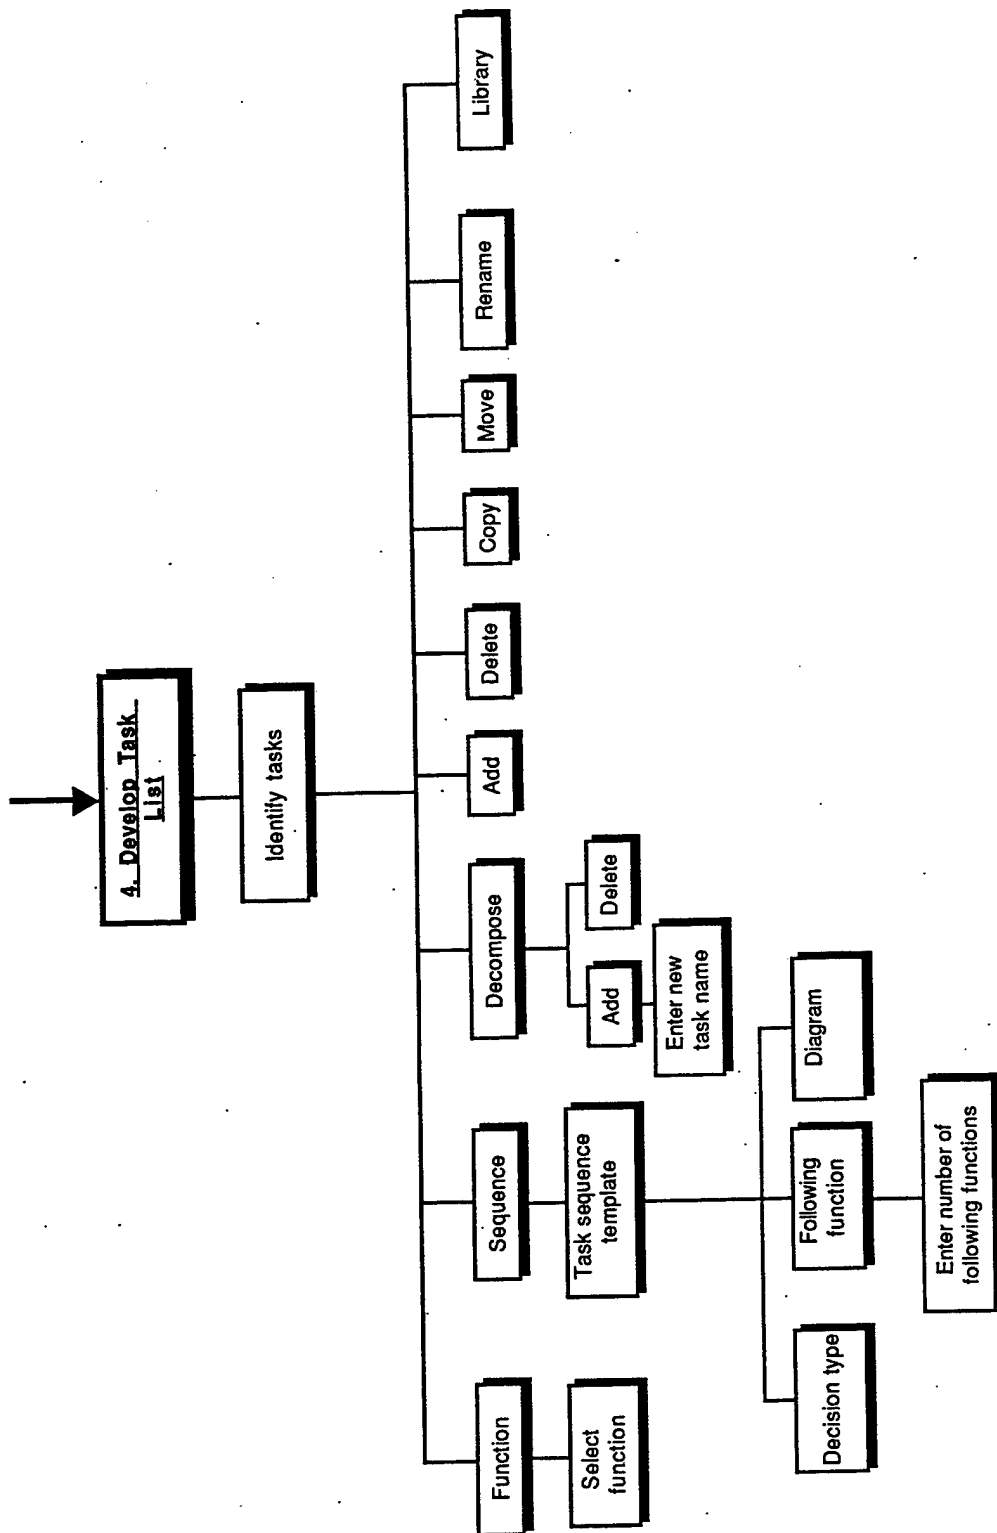 4. Develop Task
List
Identify tasks
Function
Sequence
Decompose
Add
Delete
Copy
Move
Rename
Library
Select
function
Task sequence
template
Add
Delete
Enter new
task name
Decision type
Following
function
Diagram
Enter number of
following functions